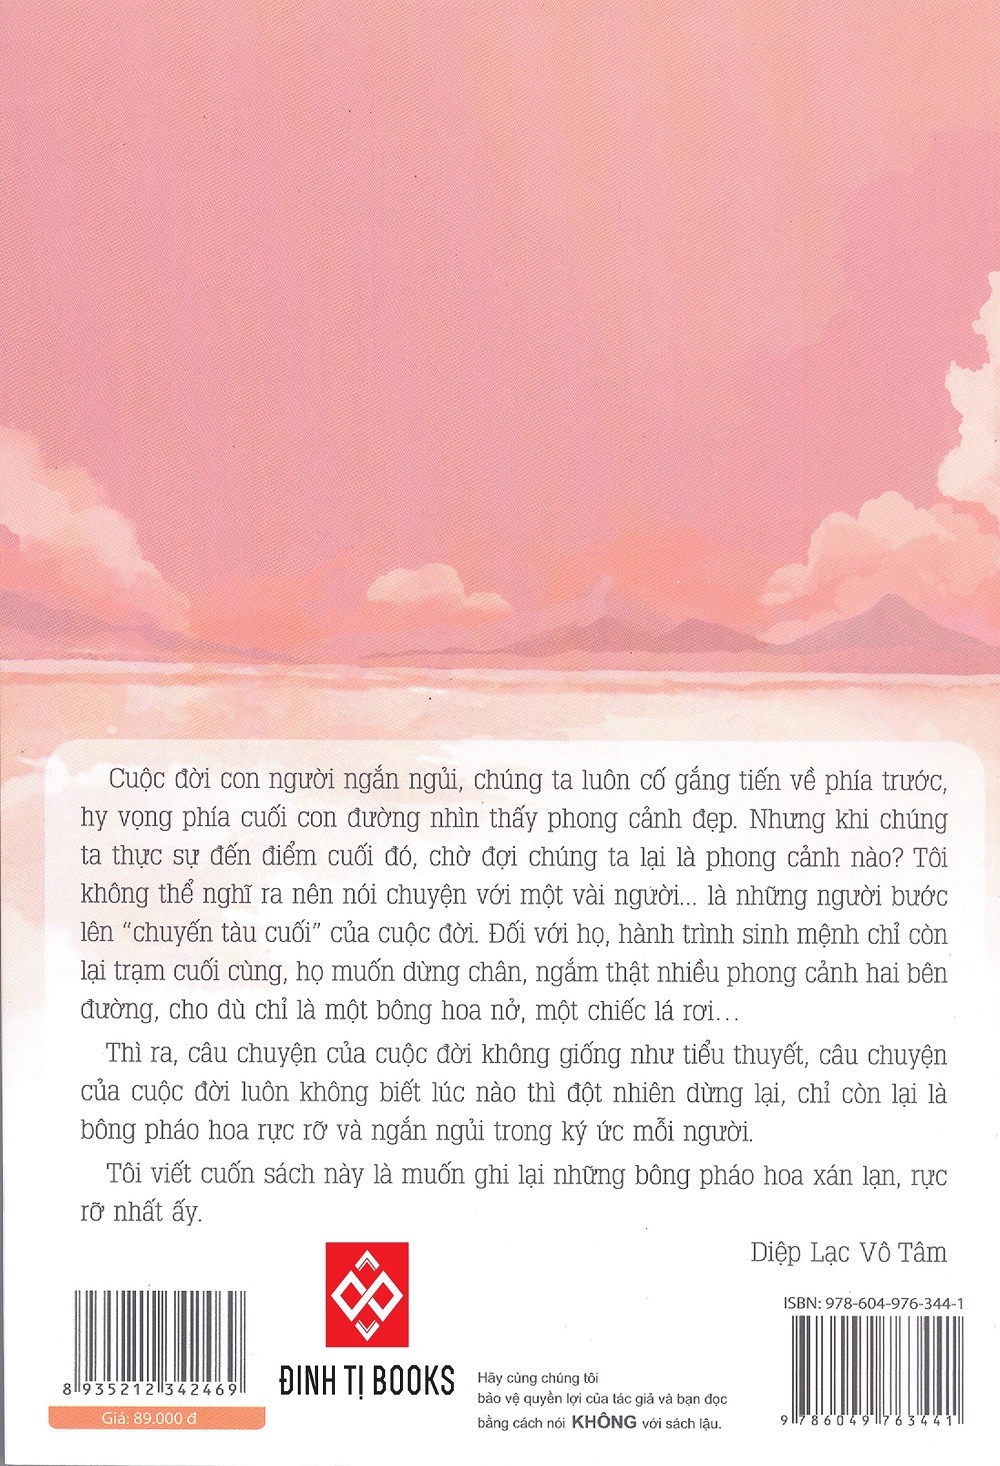 Cuộc đời con người ngắn ngủi, chúng ta luôn cố gắng tiến về phía trước,
hy vọng phía cuối con đường nhìn thấy phong cảnh đẹp. Nhưng khi chúng
ta thực sự đến điểm cuối đó, chờ đợi chúng ta lại là phong cảnh nào? Tôi
không thể nghĩ ra nên nói chuyện với một vài người... là những người bước
lên “chuyến tàu cuối” của cuộc đời. Đối với họ, hành trình sinh mệnh chỉ còn
lại trạm cuối cùng, họ muốn dừng chân, ngắm thật nhiều phong cảnh hai bên
đường, cho dù chỉ là một bông hoa nở, một chiếc lá rơi...
Thì ra, câu chuyện của cuộc đời không giống như tiểu thuyết, câu chuyện
của cuộc đời luôn không biết lúc nào thì đột nhiên dừng lại, chỉ còn lại là
bông pháo hoa rực rỡ và ngắn ngủi trong ký ức mỗi người.
Tôi viết cuốn sách này là muốn ghi lại những bông pháo hoa xán lạn, rực
rỡ nhất ấy.
Diệp Lạc Vô Tâm
ISBN: 978-604-976-344-1
8 935212 342469
Giá: 89.000 đ
ĐINH TỊ BOOKS
Hãy cùng chúng tôi
bảo vệ quyền lợi của tác giả và bạn đọc
bằng cách nói KHÔNG với sách lậu.
9 786049 763441